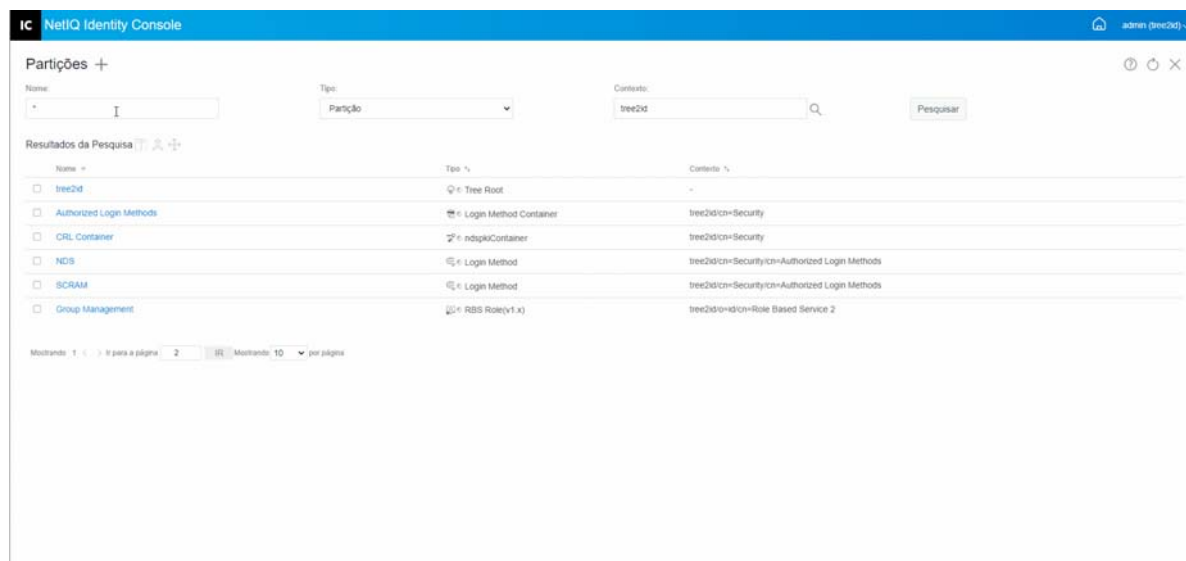 IC NetIQ Identity Console admin (tree2id)
Partições
Nome: Tipo: Contexto:
* Partição tree2id Pesquisar
Resultados da Pesquisa
Nome Tipo Contexto
tree2id Tree Root -
Authorized Login Methods Login Method Container tree2id/cn=Security
CRL Container ndspkiContainer tree2id/cn=Security
NDS Login Method tree2id/cn=Security/cn=Authorized Login Methods
SCRAM Login Method tree2id/cn=Security/cn=Authorized Login Methods
Group Management RBS Role(v1.x) tree2id/o=id/cn=Role Based Service 2
Mostrando 1 < > Ir para a página 2 IR Mostrando 10 por página